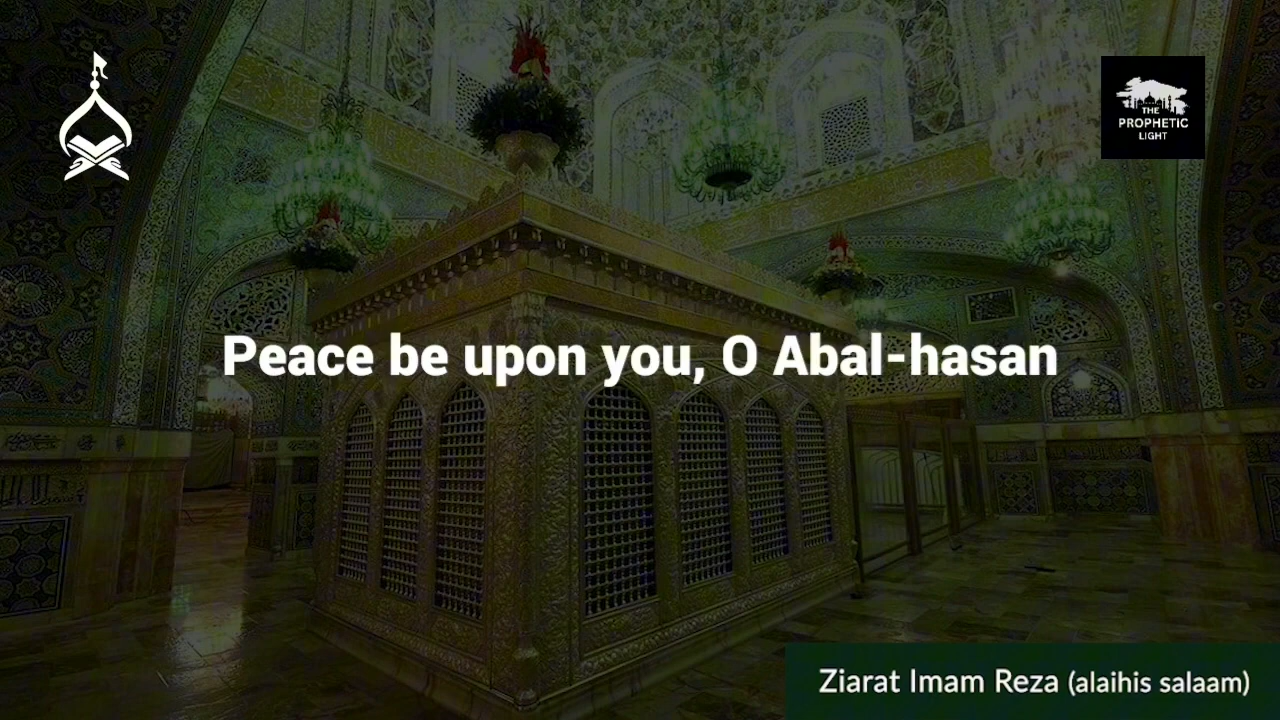 THE
PROPHETIC
LIGHT
Peace be upon you, O Abal-hasan
Ziarat Imam Reza (alaihis salaam)